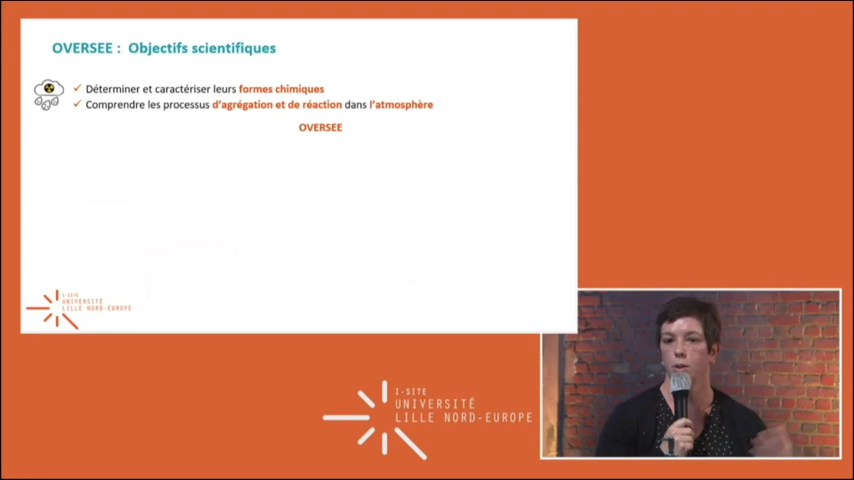 OVERSEE : Objectifs scientifiques
✓ Déterminer et caractériser leurs formes chimiques
✓ Comprendre les processus d'agrégation et de réaction dans l'atmosphère
OVERSEE
I-SITE
UNIVERSITÉ
LILLE NORD-EUROPE
I-SITE
UNIVERSITÉ
LILLE NORD-EUROPE